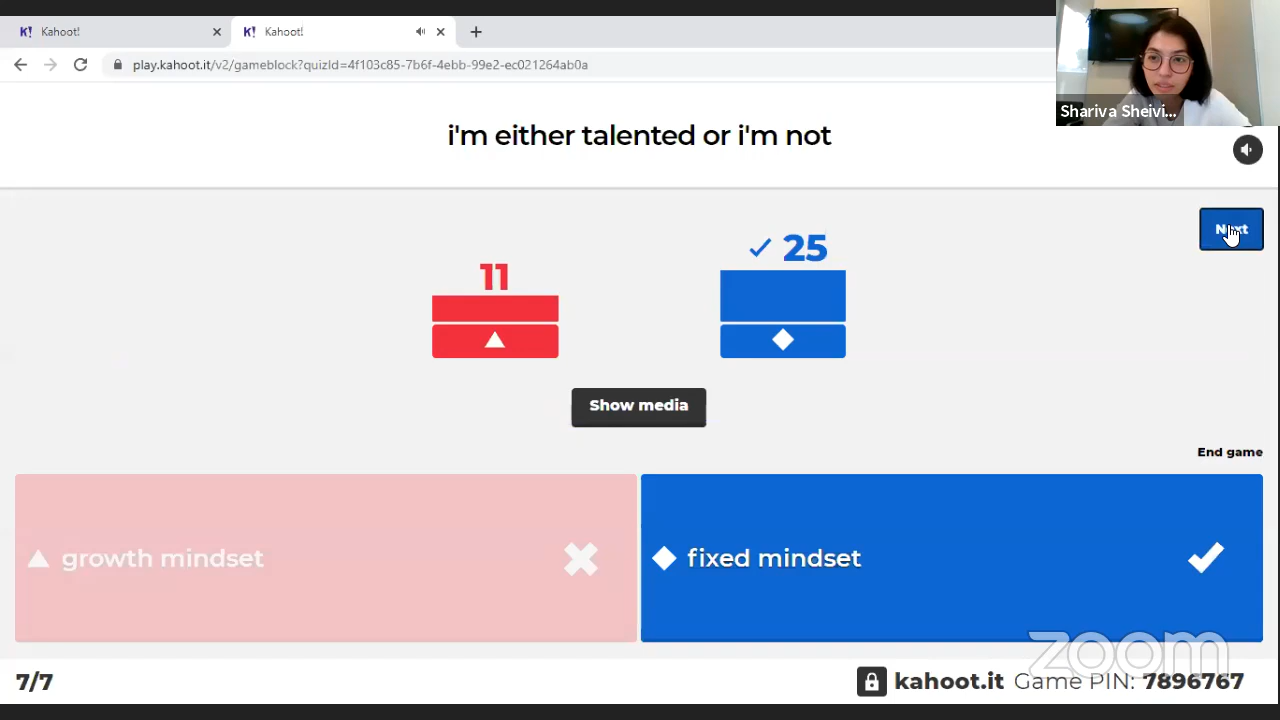 K! Kahoot!
K! Kahoot!
play.kahoot.it/v2/gameblock?quizId=4f103c85-7b6f-4ebb-99e2-ec021264ab0a
Shariva Sheivi...
i'm either talented or i'm not
Next
11
25
Show media
End game
growth mindset
fixed mindset
zoom
7/7
kahoot.it Game PIN: 7896767